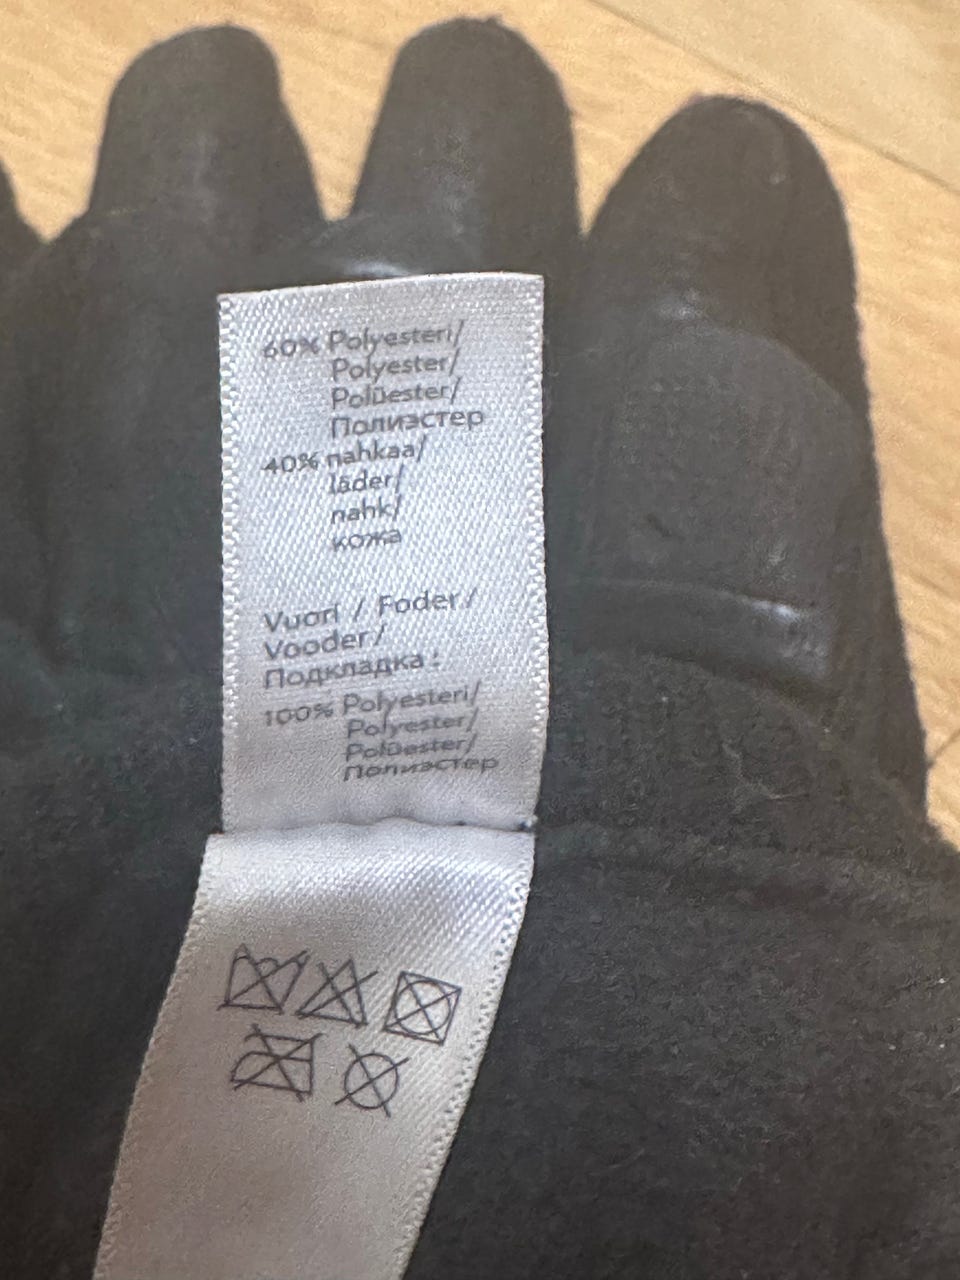 60% Polyesteri/
Polyester/
Polüester/
Полиэстер
40% nahkaa/
läder/
nahk/
кожа
Vuori / Foder/
Vooder/
Подкладка:
100% Polyesteri/
Polyester/
Polüester/
Полиэстер